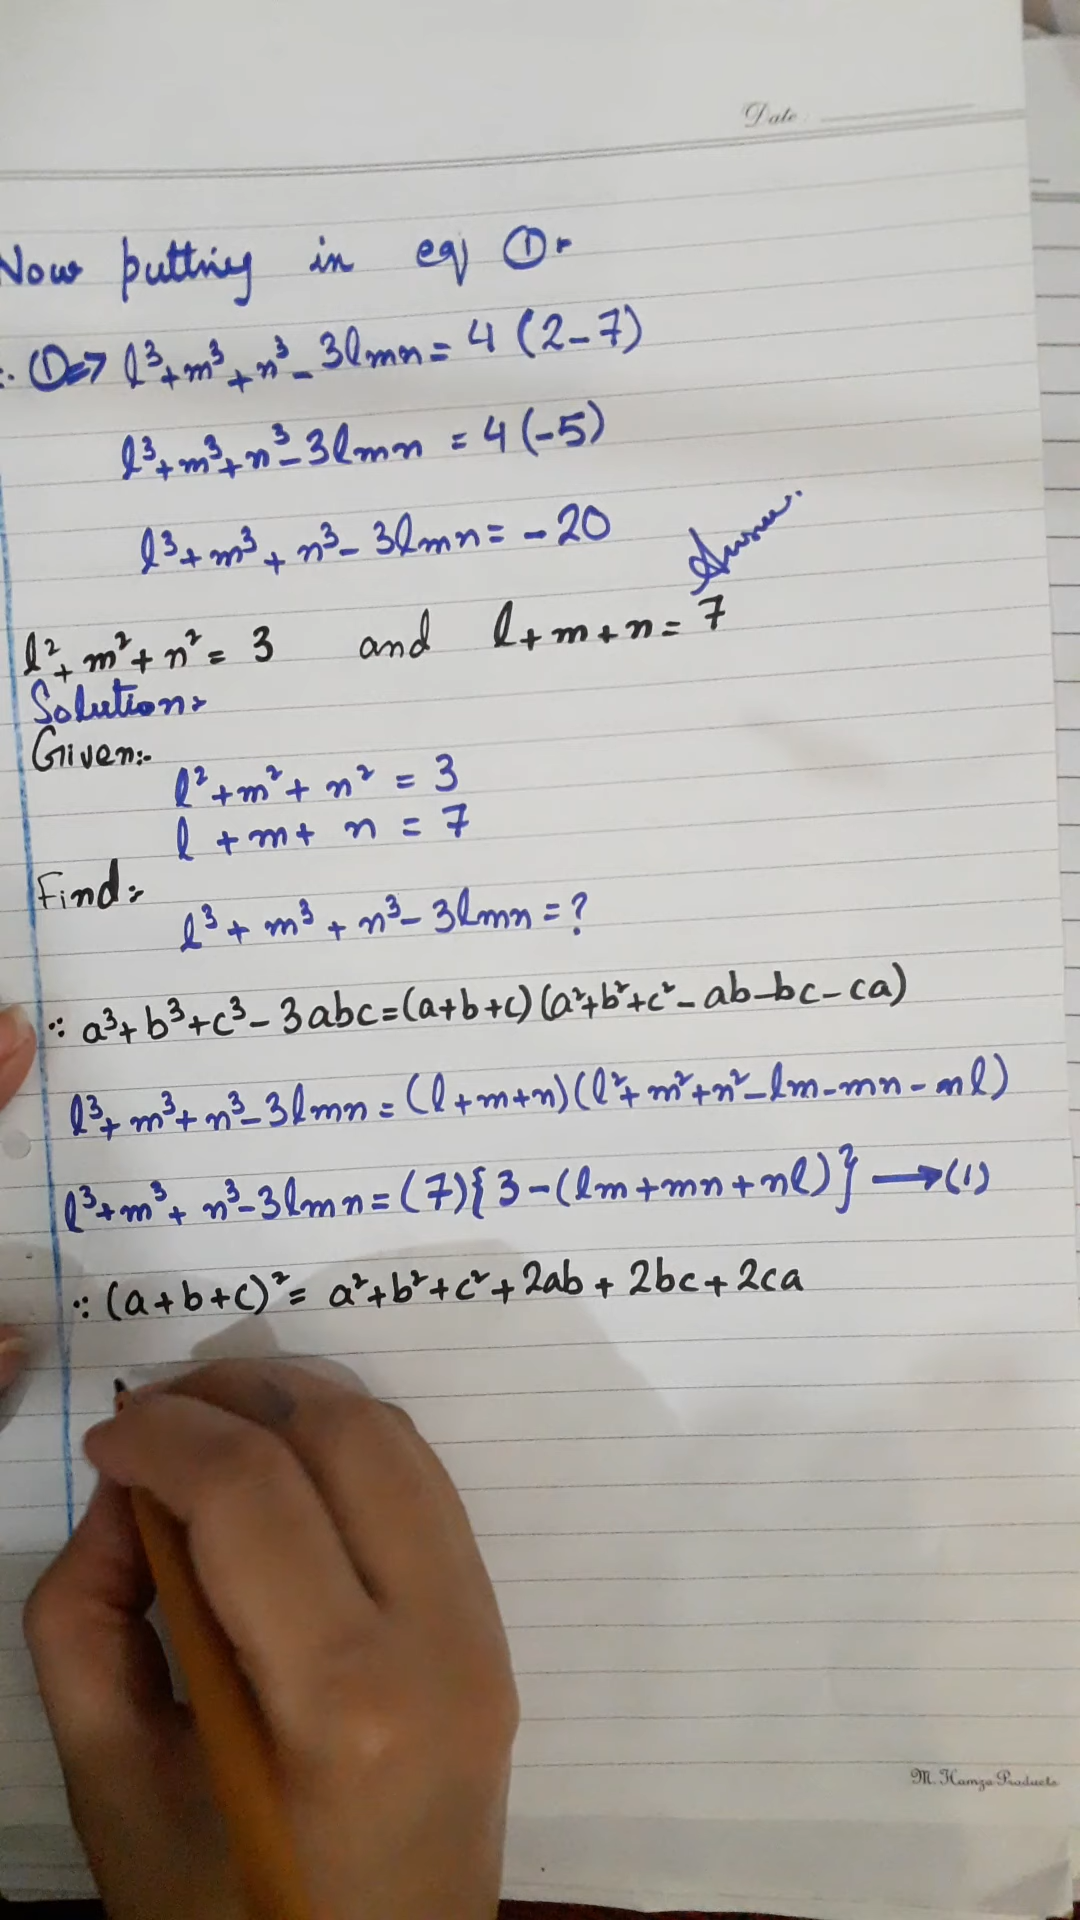 Date
Now putting in eq ①:-
∴ ①=> l³+m³+n³-3lmn=4(2-7)
l³+m³+n³-3lmn=4(-5)
l³+m³+n³-3lmn=-20
Answer.
l²+m²+n²=3 and l+m+n=7
Solution:-
Given:-
l²+m²+n²=3
l+m+n=7
Find:-
l³+m³+n³-3lmn=?
∵ a³+b³+c³-3abc=(a+b+c)(a²+b²+c²-ab-bc-ca)
l³+m³+n³-3lmn=(l+m+n)(l²+m²+n²-lm-mn-nl)
l³+m³+n³-3lmn=(7){3-(lm+mn+nl)}→(1)
∵ (a+b+c)²=a²+b²+c²+2ab+2bc+2ca
M. Hamza Products